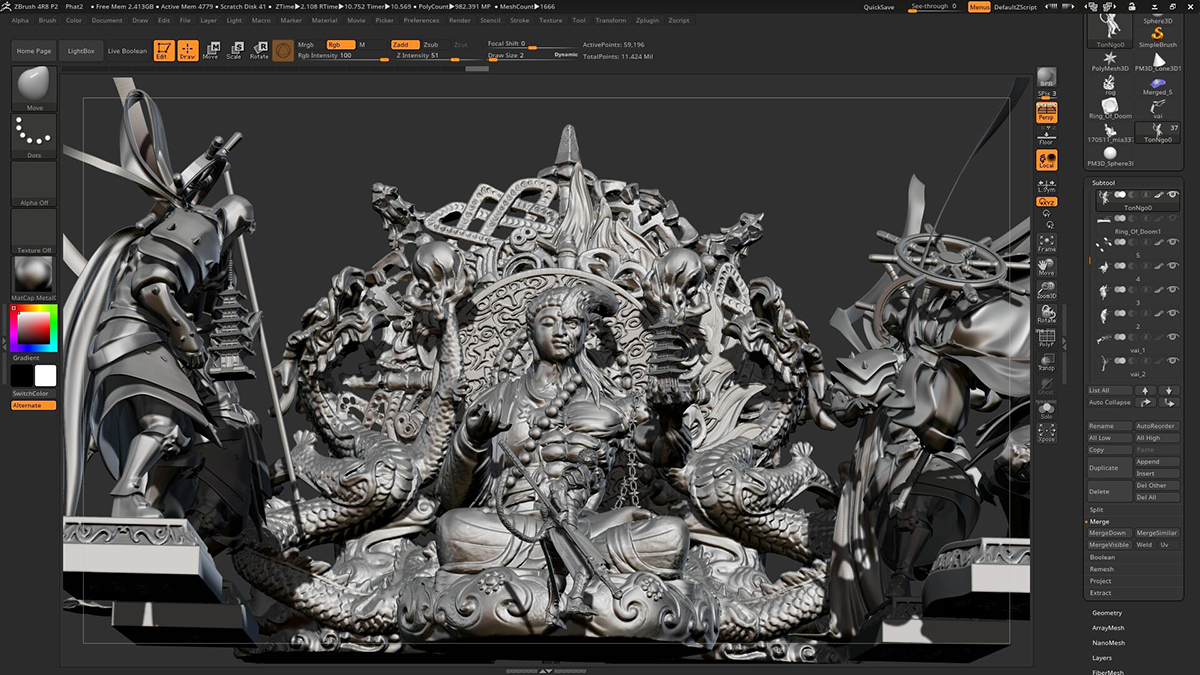 ZBrush 4R8 P2 Phat2 • Free Mem 2.413GB • Active Mem 4779 • Scratch Disk 41 • ZTime▶2.108 RTime▶10.752 Timer▶10.569 • PolyCount▶982.391 MP • MeshCount▶1666 QuickSave See-through 0 Menus DefaultZScript
Alpha Brush Color Document Draw Edit File Layer Light Macro Marker Material Movie Picker Preferences Render Stencil Stroke Texture Tool Transform Zplugin Zscript
Home Page LightBox Live Boolean Edit Draw Move Scale Rotate
Mrgb Rgb M Zadd Zsub Zcut Focal Shift 0 ActivePoints: 59,196
Rgb Intensity 100 Z Intensity 51 Draw Size 2 Dynamic TotalPoints: 11.424 Mil
Move
Dots
Alpha Off
Texture Off
Gradient
SwitchColor
Alternate
BPR
SPix 3
Persp
Floor
Local
L.Sym
XYZ
Frame
Move
Zoom3D
Rotate
PolyF
Transp
Ghost
Solo
Xpose
Sphere3D
TonNgo0 SimpleBrush
PolyMesh3D PM3D_Cone3D1
rog Merged_5
Ring_Of_Doom vai
37
170511_mia337 TonNgo0
PM3D_Sphere3I
Subtool
TonNgo0
Ring_Of_Doom1
5
4
3
2
vai_1
vai_2
List All
Auto Collapse
Rename AutoReorder
All Low All High
Copy Paste
Duplicate Append
Insert
Delete Del Other
Del All
Split
Merge
MergeDown MergeSimilar
MergeVisible Weld Uv
Boolean
Remesh
Project
Extract
Geometry
ArrayMesh
NanoMesh
Layers
FiberMesh